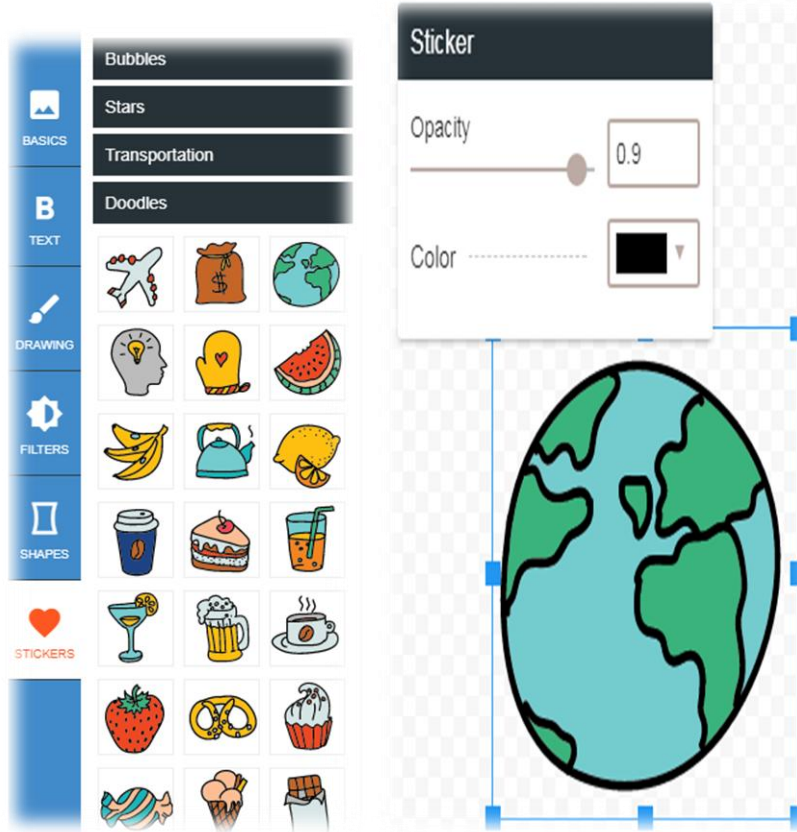 BASICS
TEXT
DRAWING
FILTERS
SHAPES
STICKERS
Bubbles
Stars
Transportation
Doodles
$
Sticker
Opacity
0.9
Color